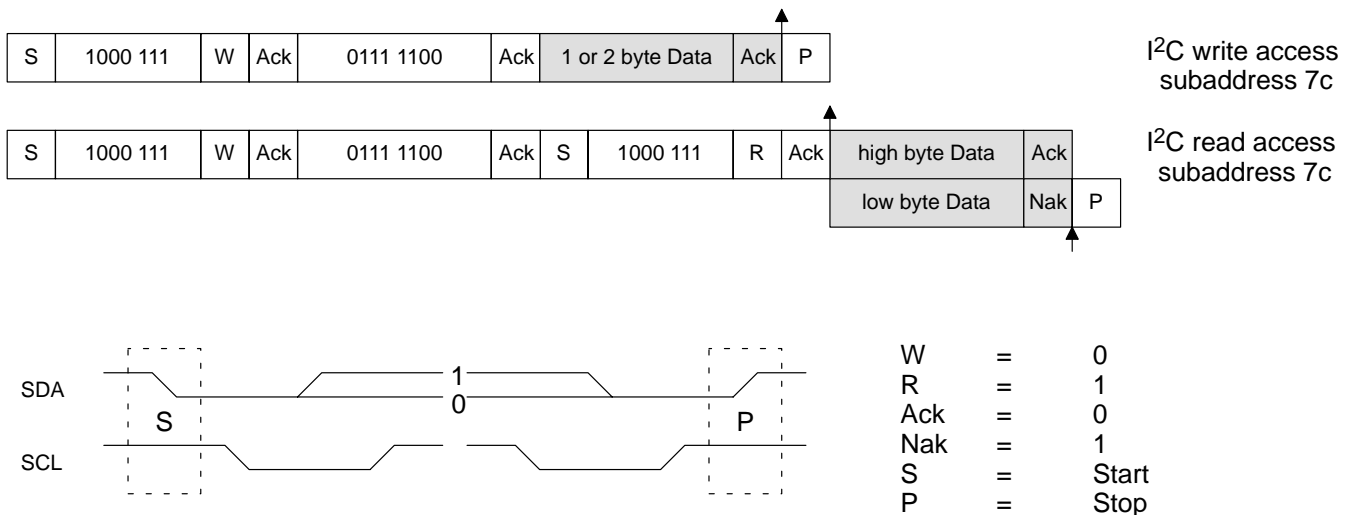 S 1000 111 W Ack 0111 1100 Ack 1 or 2 byte Data Ack P
I2C write access
subaddress 7c
S 1000 111 W Ack 0111 1100 Ack S 1000 111 R Ack high byte Data Ack
I2C read access
subaddress 7c
low byte Data Nak P
SDA 1
0
S P
SCL
W = 0
R = 1
Ack = 0
Nak = 1
S = Start
P = Stop